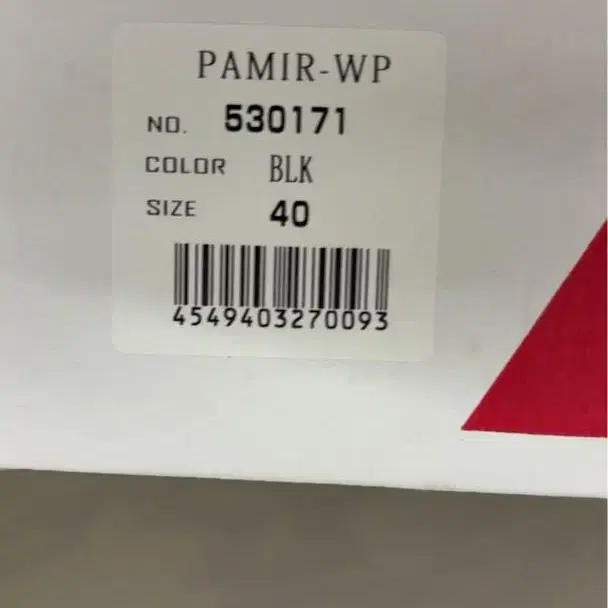 PAMIR-WP
NO. 530171
COLOR BLK
SIZE 40
4549403270093